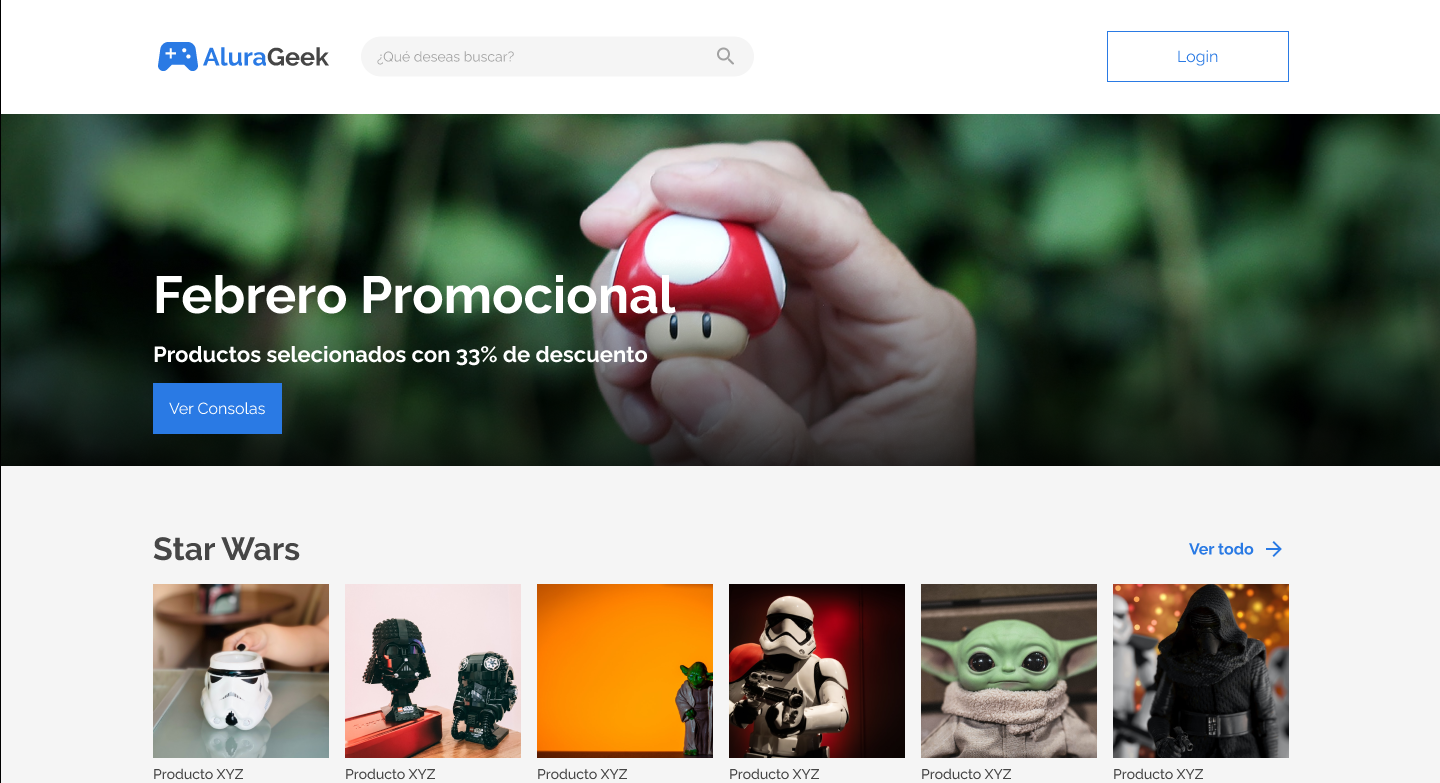 AluraGeek
¿Qué deseas buscar?
Login
Febrero Promocional
Productos selecionados con 33% de descuento
Ver Consolas
Star Wars
Ver todo
Producto XYZ
Producto XYZ
Producto XYZ
Producto XYZ
Producto XYZ
Producto XYZ